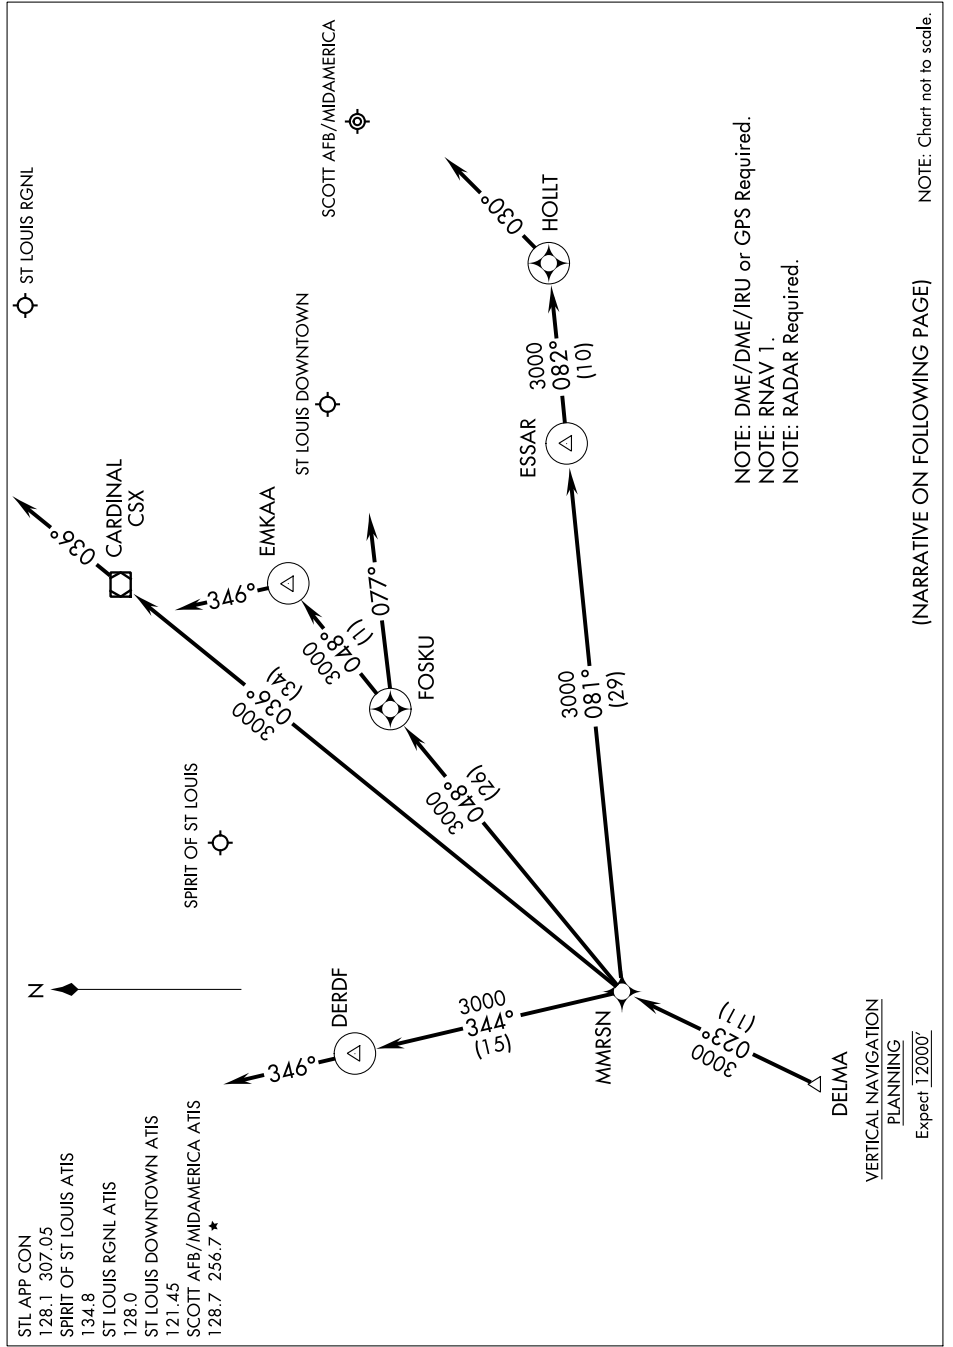 STL APP CON
128.1 307.05
SPIRIT OF ST LOUIS ATIS
134.8
ST LOUIS RGNL ATIS
128.0
ST LOUIS DOWNTOWN ATIS
121.45
SCOTT AFB/MIDAMERICA ATIS
128.7 256.7 ★
N
ST LOUIS RGNL
036°
CARDINAL
CSX
SPIRIT OF ST LOUIS
3000
036°
(34)
346°
EMKAA
ST LOUIS DOWNTOWN
SCOTT AFB/MIDAMERICA
346°
DERDF
3000
048°
(1)
077°
FOSKU
3000
344°
(15)
3000
048°
(26)
030°
HOLLT
3000
082°
(10)
ESSAR
3000
081°
(29)
MMRSN
3000
023°
(11)
DELMA
VERTICAL NAVIGATION
PLANNING
Expect 12000'
NOTE: DME/DME/IRU or GPS Required.
NOTE: RNAV 1.
NOTE: RADAR Required.
(NARRATIVE ON FOLLOWING PAGE)
NOTE: Chart not to scale.